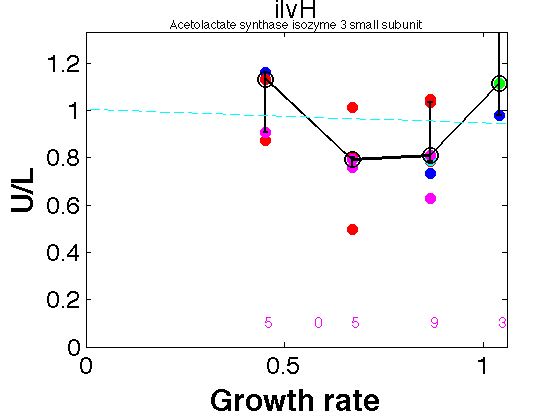 ilvH
Acetolactate synthase isozyme 3 small subunit
U/L
1.2
1
0.8
0.6
0.4
0.2
0
5 0 5 9 3
0 0.5 1
Growth rate